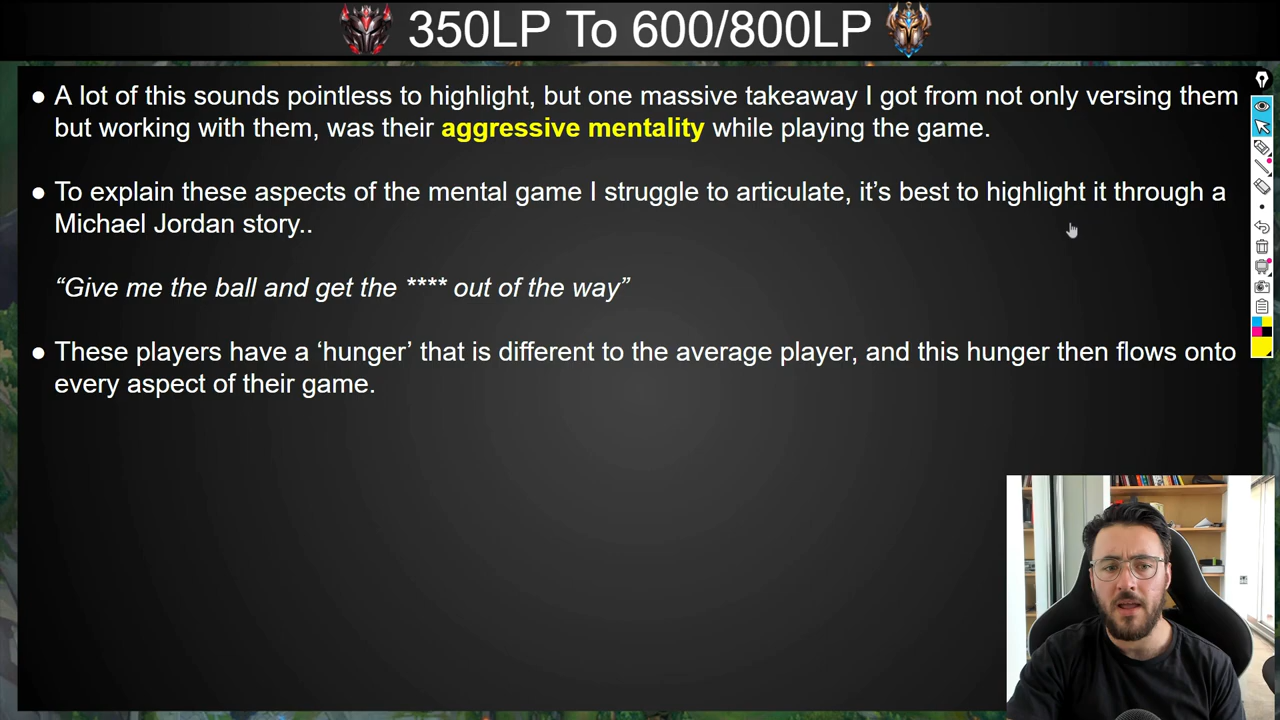 350LP To 600/800LP
● A lot of this sounds pointless to highlight, but one massive takeaway I got from not only versing them
but working with them, was their aggressive mentality while playing the game.
● To explain these aspects of the mental game I struggle to articulate, it’s best to highlight it through a
Michael Jordan story..
“Give me the ball and get the **** out of the way”
● These players have a ‘hunger’ that is different to the average player, and this hunger then flows onto
every aspect of their game.